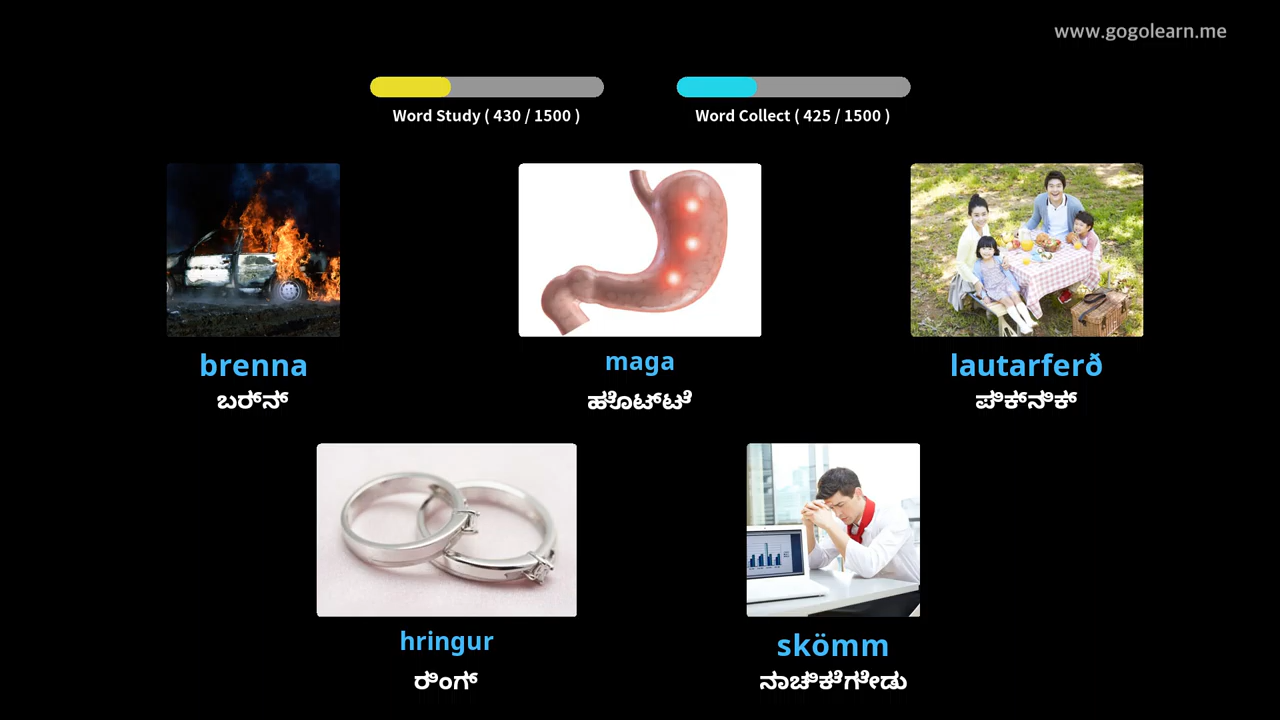 www.gogolearn.me
Word Study ( 430 / 1500 )
Word Collect ( 425 / 1500 )
brenna
ಬರ್ನ್
maga
ಹೊಟ್ಟೆ
lautarferð
ಪಿಕ್ನಿಕ್
hringur
ರಿಂಗ್
skömm
ನಾಚಿಕೆಗೇಡು